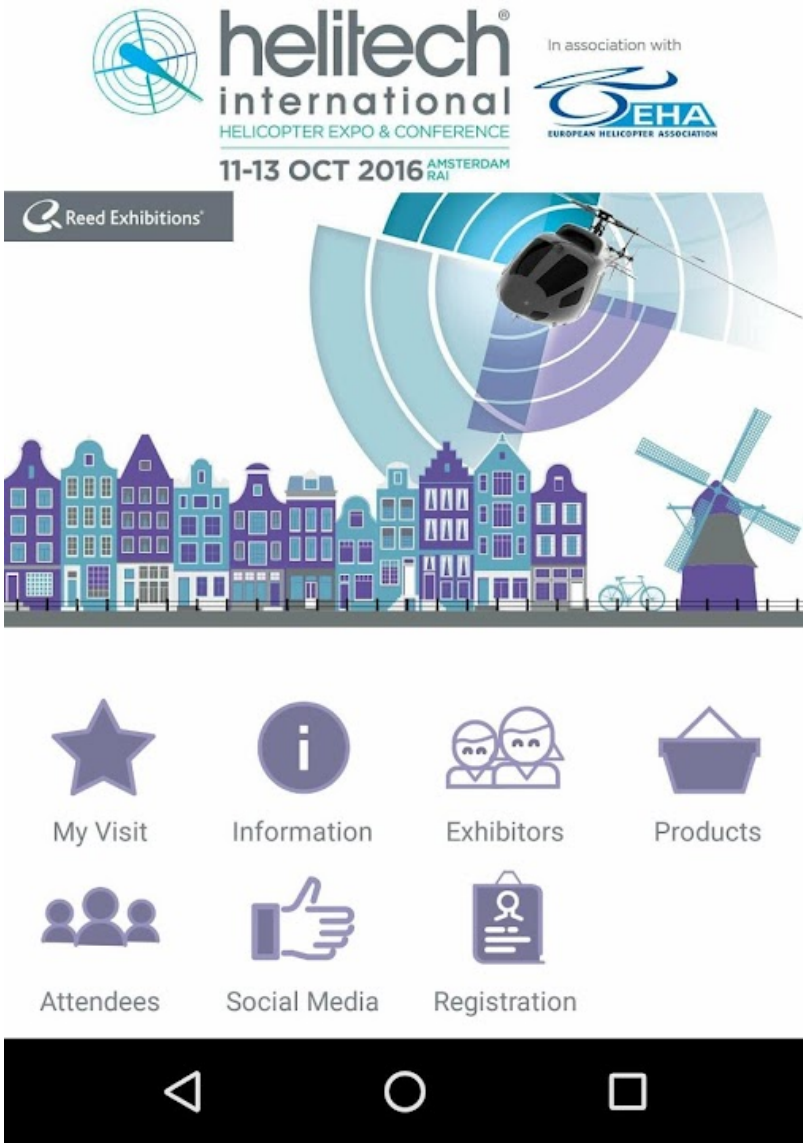 helitech®
international
HELICOPTER EXPO & CONFERENCE
11-13 OCT 2016 AMSTERDAM RAI
In association with
EHA
EUROPEAN HELICOPTER ASSOCIATION
Reed Exhibitions®
My Visit
Information
Exhibitors
Products
Attendees
Social Media
Registration